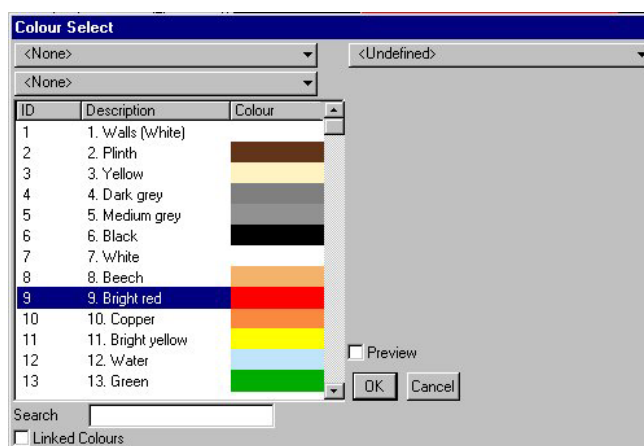 Colour Select
<None> <Undefined>
<None>
ID Description Colour
1 1. Walls (White)
2 2. Plinth
3 3. Yellow
4 4. Dark grey
5 5. Medium grey
6 6. Black
7 7. White
8 8. Beech
9 9. Bright red
10 10. Copper
11 11. Bright yellow
12 12. Water
13 13. Green
Preview
OK Cancel
Search
Linked Colours